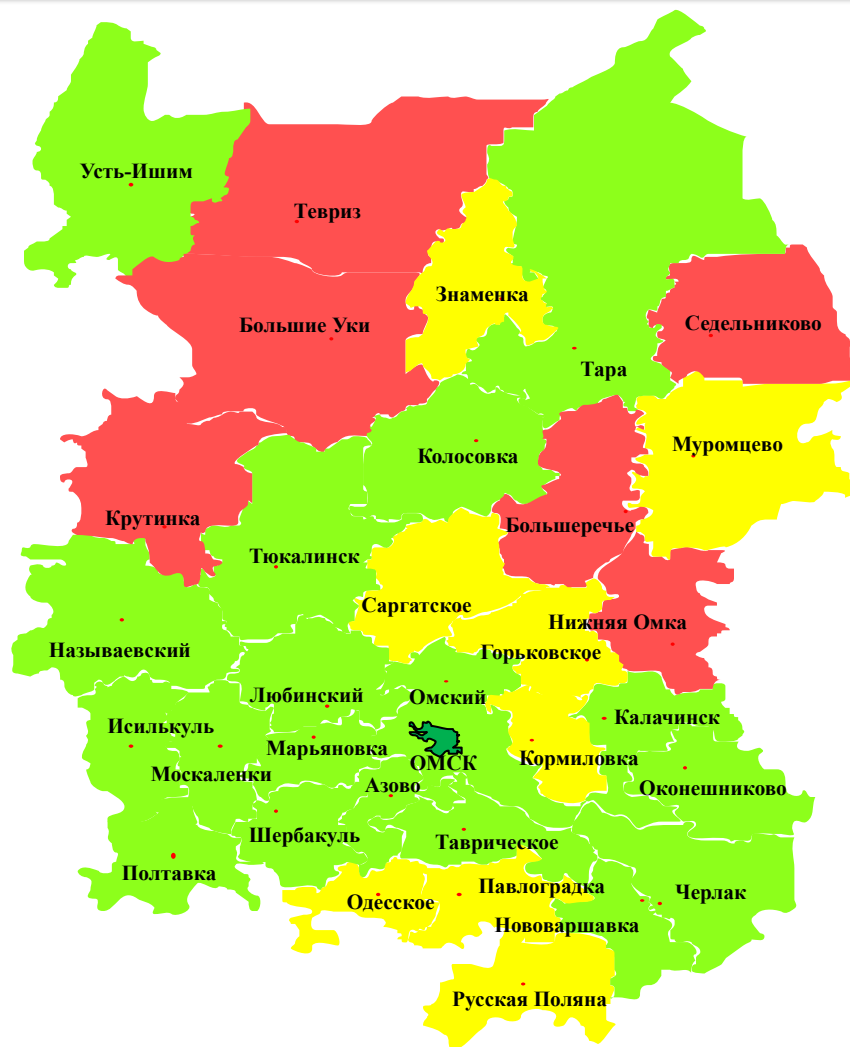 Усть-Ишим
Тевриз
Знаменка
Большие Уки
Седельниково
Тара
Муромцево
Колосовка
Крутинка
Большеречье
Тюкалинск
Саргатское
Нижняя Омка
Называевский
Горьковское
Любинский
Омский
Калачинск
Исилькуль
Марьяновка
Кормиловка
ОМСК
Москаленки
Азово
Оконешниково
Шербакуль
Таврическое
Полтавка
Павлоградка
Черлак
Одесское
Нововаршавка
Русская Поляна